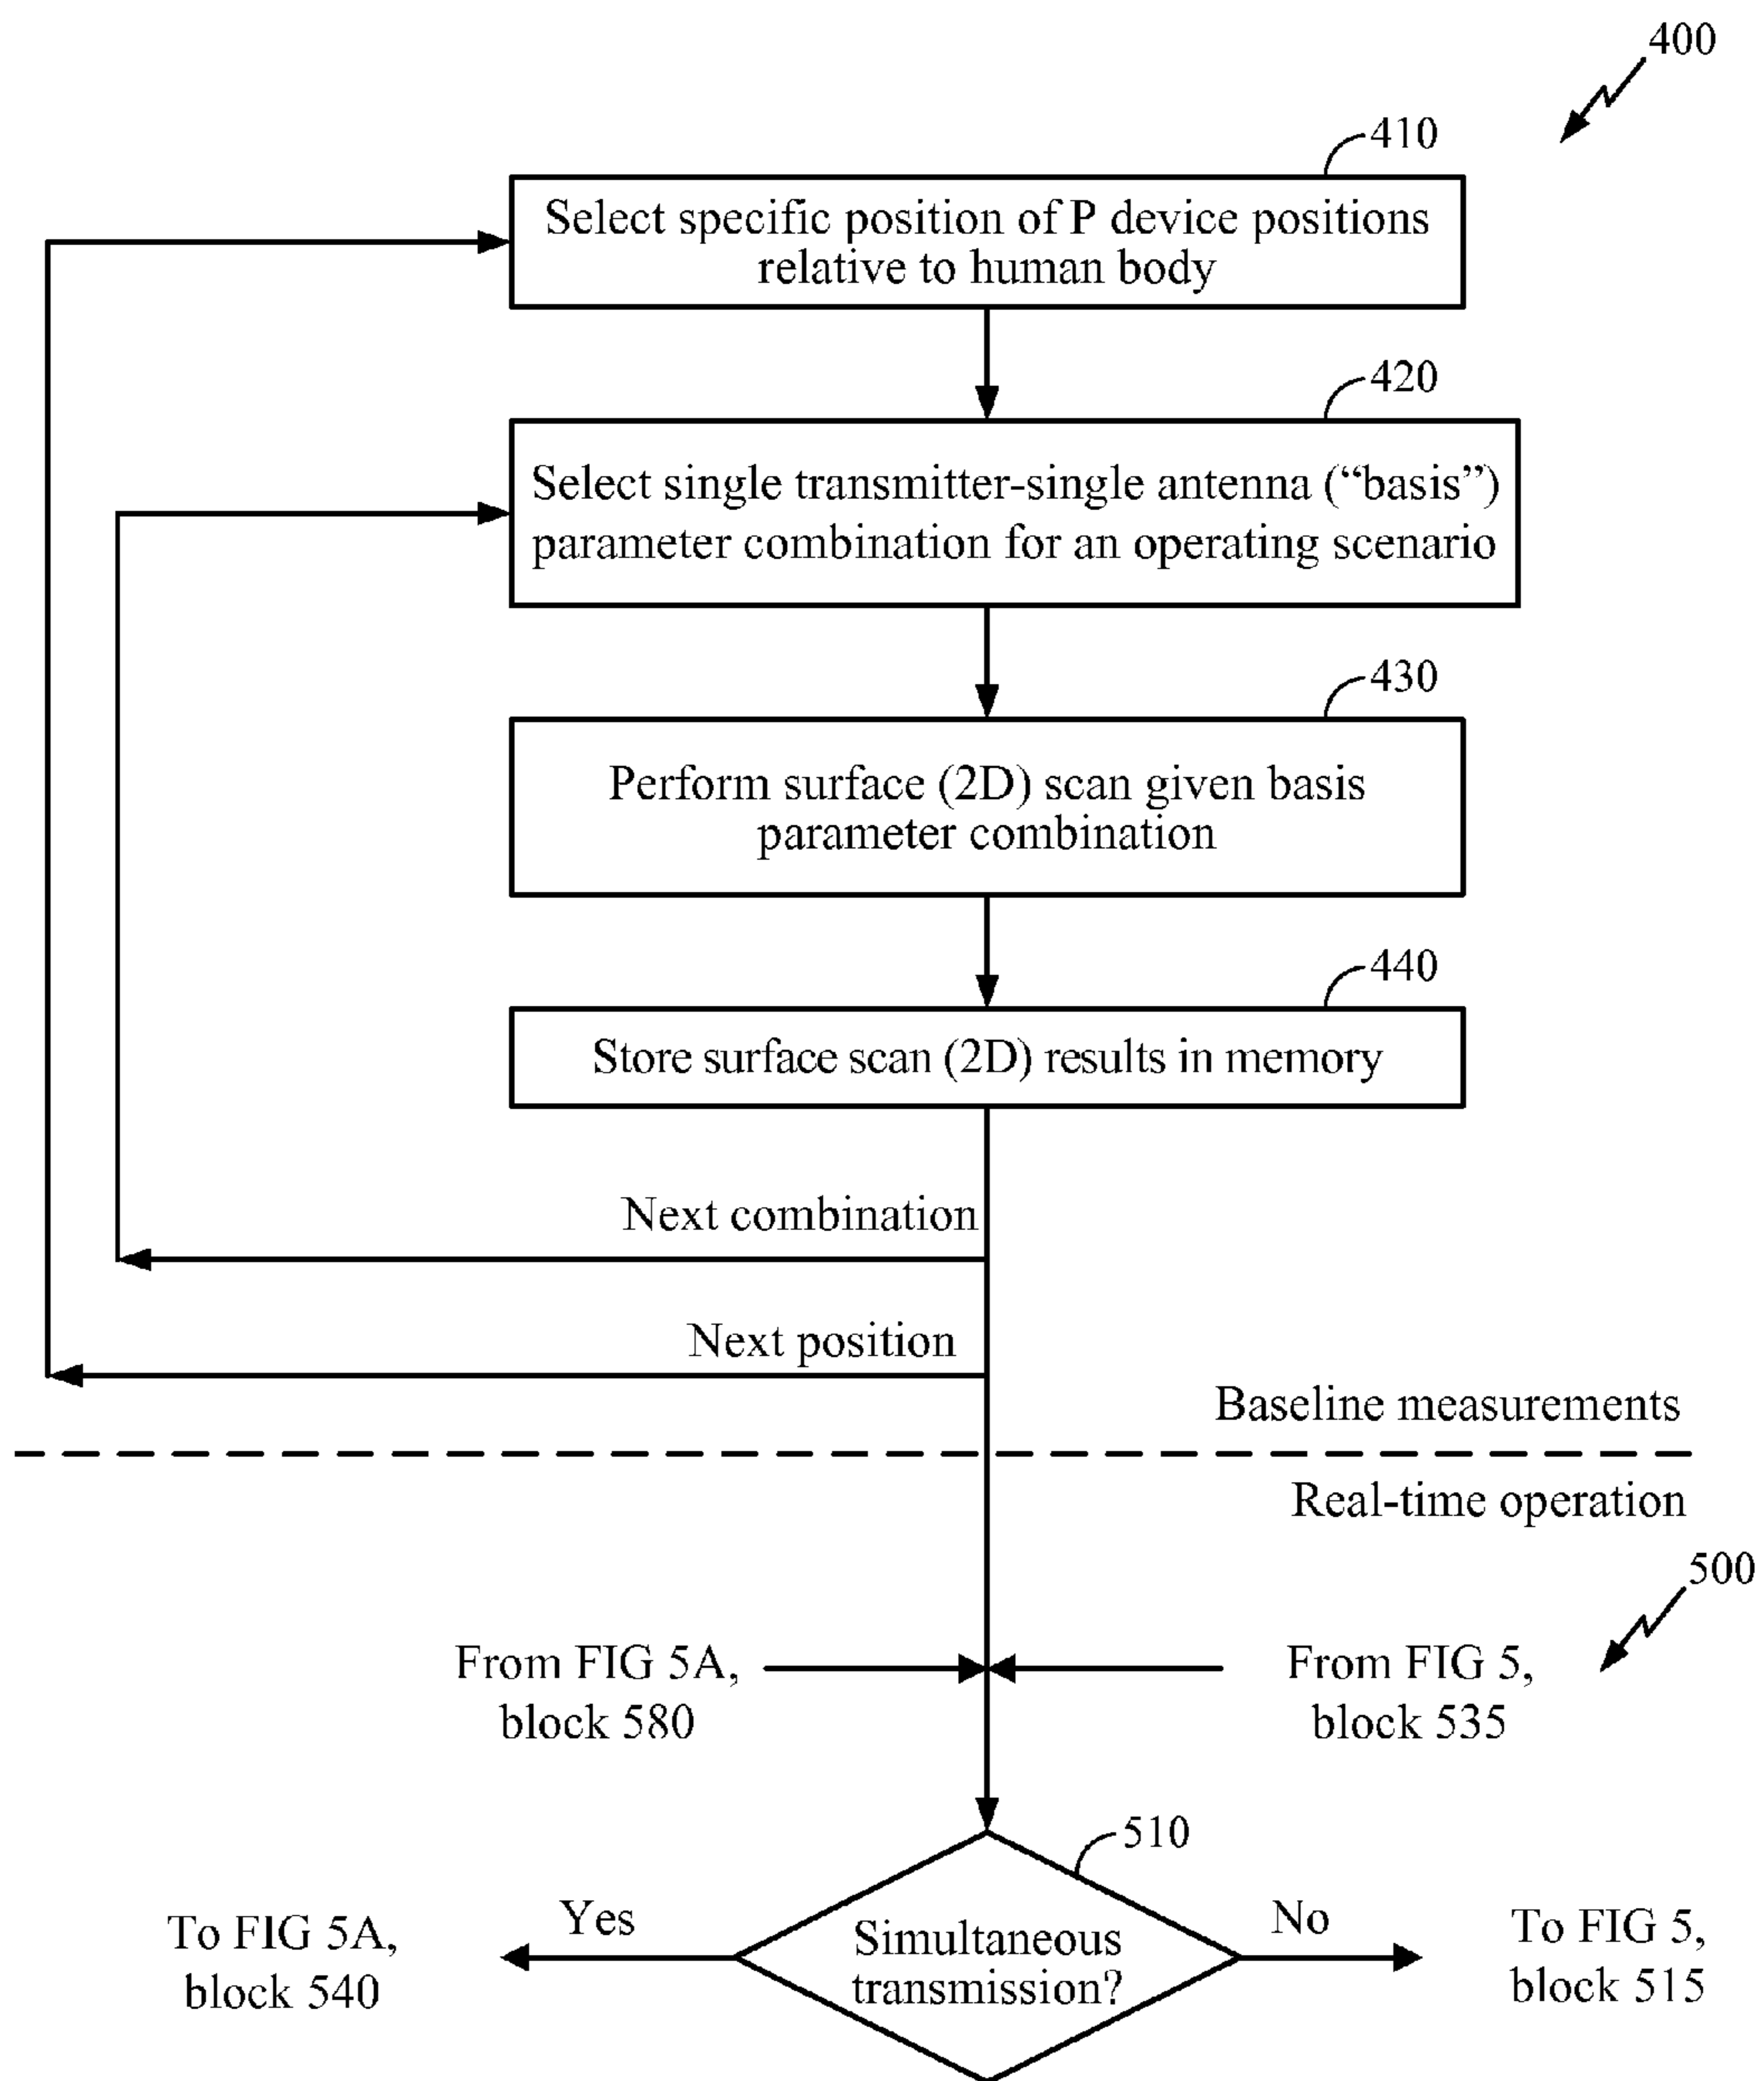 400
410
Select specific position of P device positions
relative to human body
420
Select single transmitter-single antenna (“basis”)
parameter combination for an operating scenario
430
Perform surface (2D) scan given basis
parameter combination
440
Store surface scan (2D) results in memory
Next combination
Next position
Baseline measurements
Real-time operation
500
From FIG 5A,
block 580
From FIG 5,
block 535
510
Simultaneous
transmission?
Yes
No
To FIG 5A,
block 540
To FIG 5,
block 515